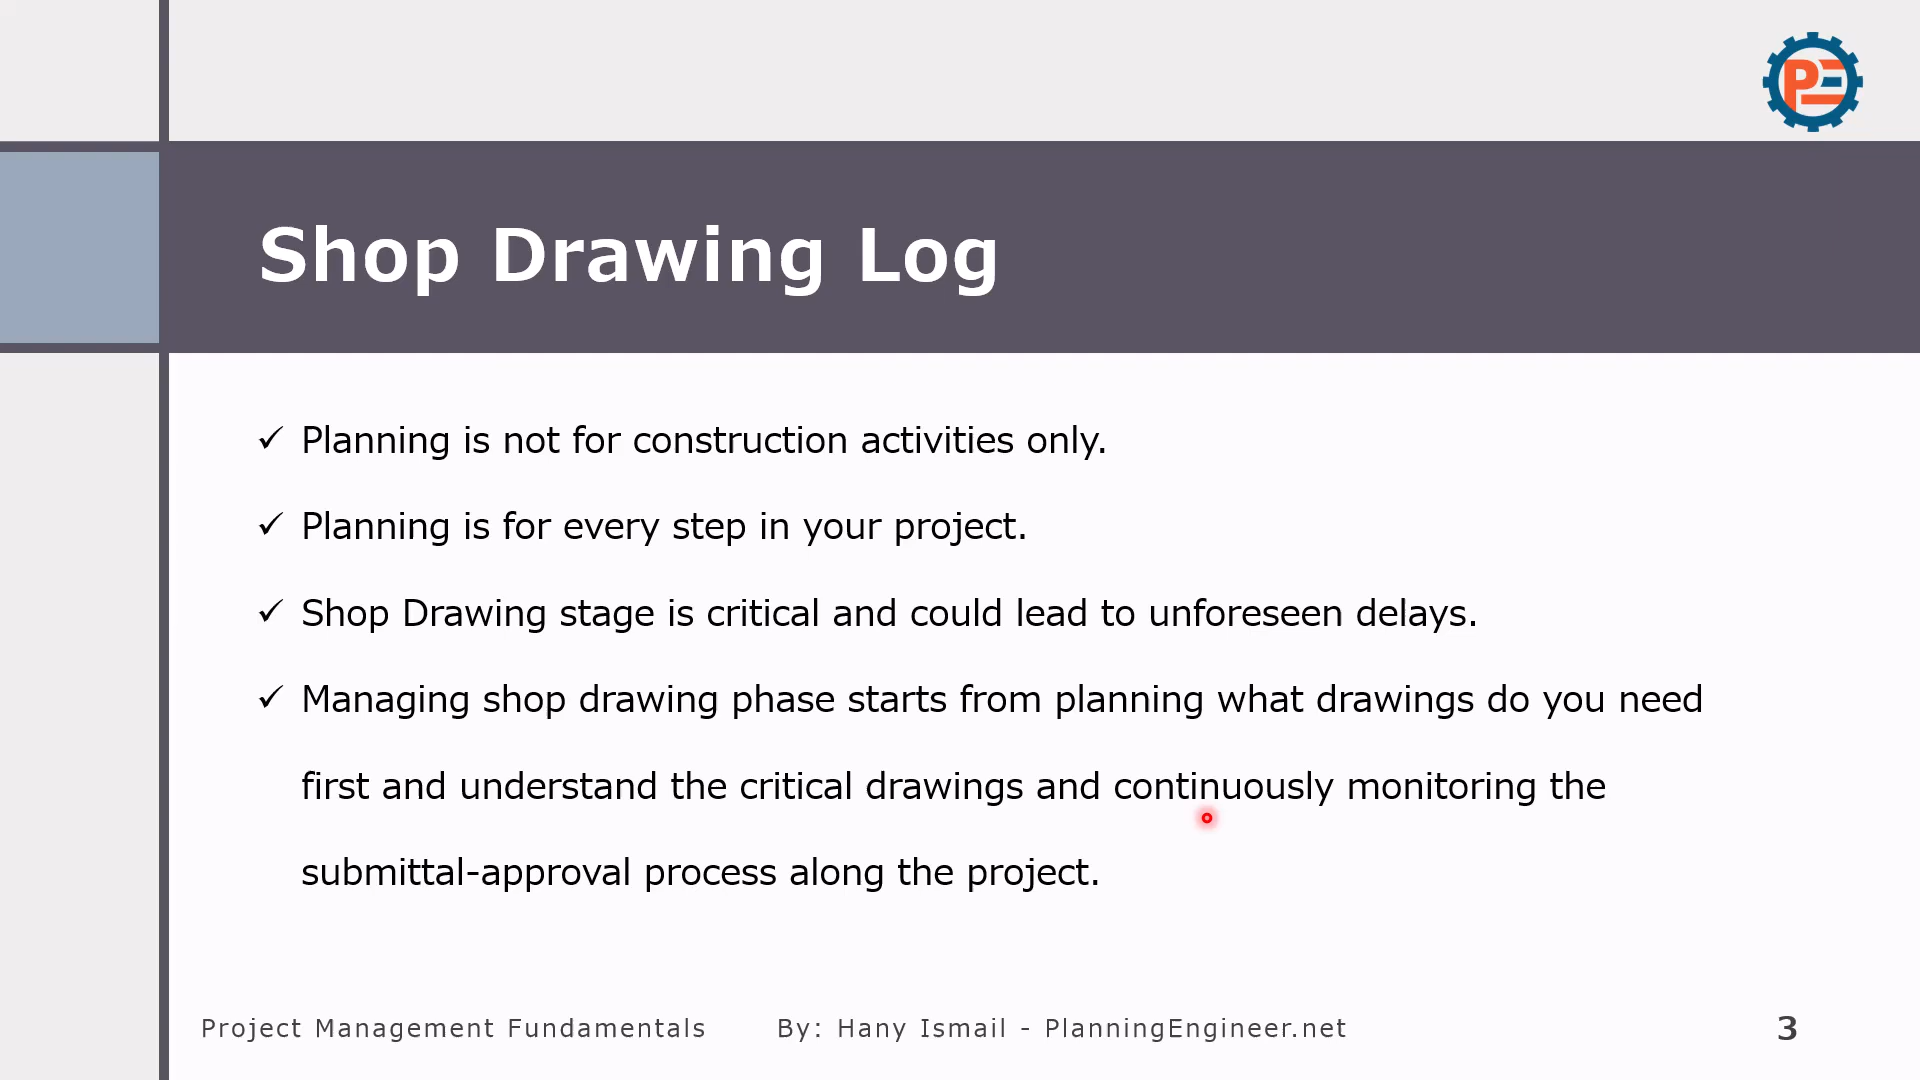 PE
Shop Drawing Log
✓ Planning is not for construction activities only.
✓ Planning is for every step in your project.
✓ Shop Drawing stage is critical and could lead to unforeseen delays.
✓ Managing shop drawing phase starts from planning what drawings do you need
first and understand the critical drawings and continuously monitoring the
submittal-approval process along the project.
Project Management Fundamentals By: Hany Ismail - PlanningEngineer.net 3